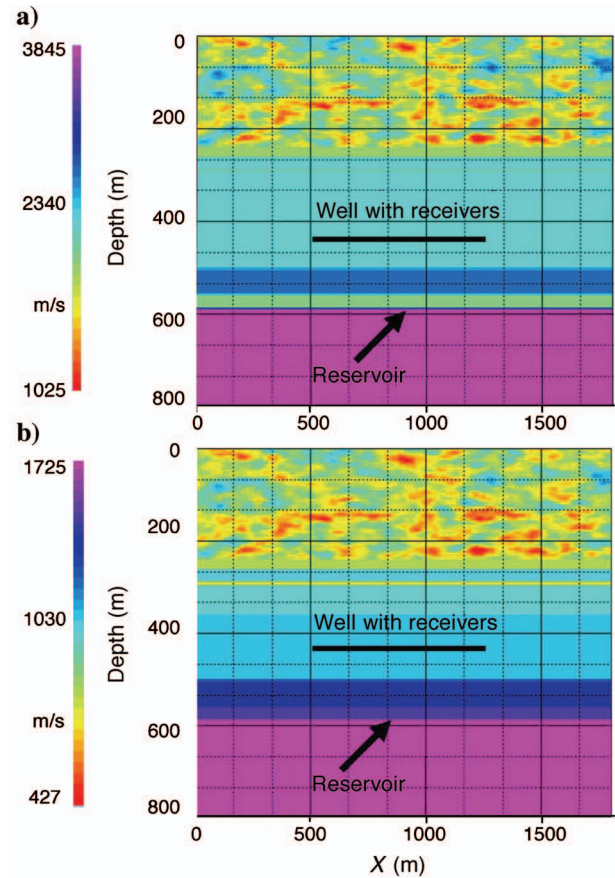 a)
3845
2340
m/s
1025
Depth (m)
0
200
400
600
800
Well with receivers
Reservoir
0
500
1000
1500
b)
1725
1030
m/s
427
Depth (m)
0
200
400
600
800
Well with receivers
Reservoir
0
500
1000
1500
X (m)